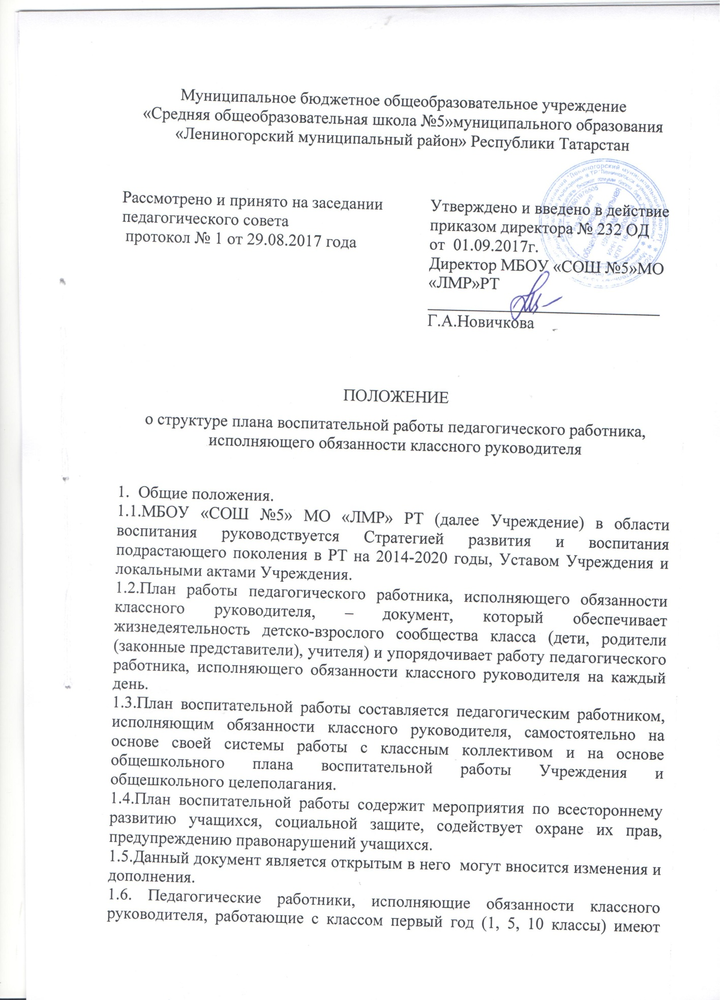 Муниципальное бюджетное общеобразовательное учреждение
«Средняя общеобразовательная школа №5»муниципального образования
«Лениногорский муниципальный район» Республики Татарстан
Рассмотрено и принято на заседании
педагогического совета
протокол № 1 от 29.08.2017 года
Утверждено и введено в действие
приказом директора № 232 ОД
от 01.09.2017г.
Директор МБОУ «СОШ №5»МО
«ЛМР»РТ
Г.А.Новичкова
ПОЛОЖЕНИЕ
о структуре плана воспитательной работы педагогического работника,
исполняющего обязанности классного руководителя
1. Общие положения.
1.1.МБОУ «СОШ №5» МО «ЛМР» РТ (далее Учреждение) в области
воспитания руководствуется Стратегией развития и воспитания
подрастающего поколения в РТ на 2014-2020 годы, Уставом Учреждения и
локальными актами Учреждения.
1.2.План работы педагогического работника, исполняющего обязанности
классного руководителя, – документ, который обеспечивает
жизнедеятельность детско-взрослого сообщества класса (дети, родители
(законные представители), учителя) и упорядочивает работу педагогического
работника, исполняющего обязанности классного руководителя на каждый
день.
1.3.План воспитательной работы составляется педагогическим работником,
исполняющим обязанности классного руководителя, самостоятельно на
основе своей системы работы с классным коллективом и на основе
общешкольного плана воспитательной работы Учреждения и
общешкольного целеполагания.
1.4.План воспитательной работы содержит мероприятия по всестороннему
развитию учащихся, социальной защите, содействует охране их прав,
предупреждению правонарушений учащихся.
1.5.Данный документ является открытым в него могут вносится изменения и
дополнения.
1.6. Педагогические работники, исполняющие обязанности классного
руководителя, работающие с классом первый год (1, 5, 10 классы) имеют